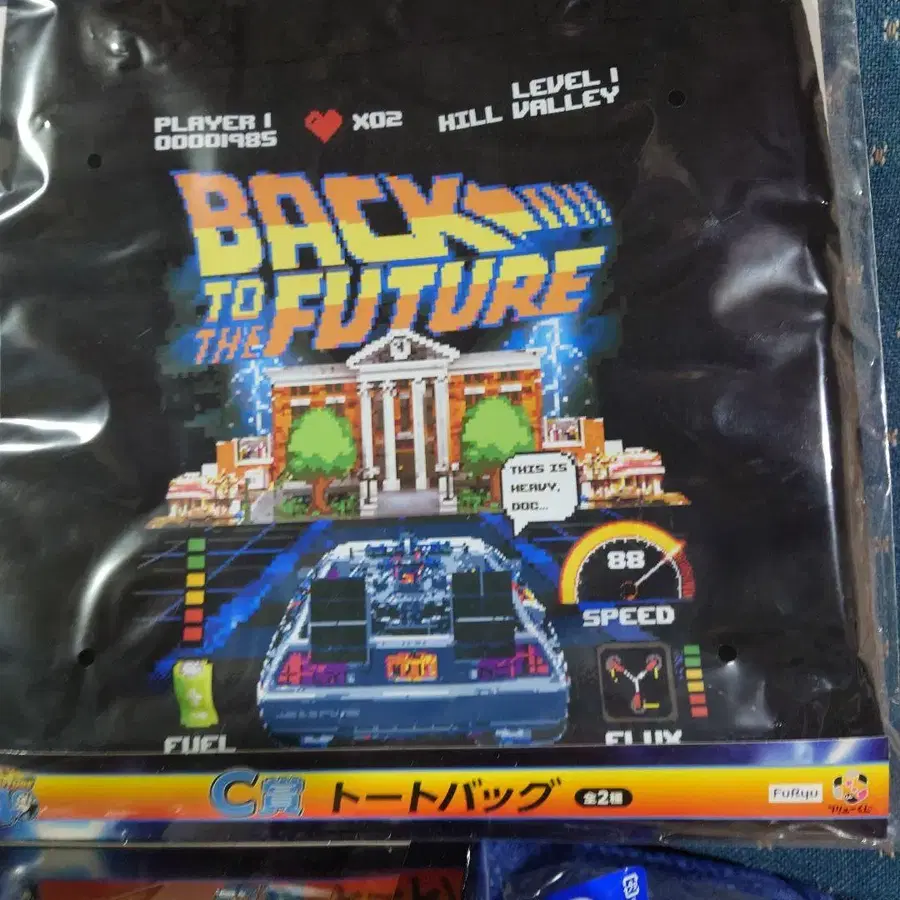 PLAYER 1
00001985
X02
LEVEL 1
HILL VALLEY
BACK
TO
THE FUTURE
THIS IS
HEAVY,
DOC...
88
SPEED
FUEL
FLUX
C賞 トートバッグ 全2種
FuRyu